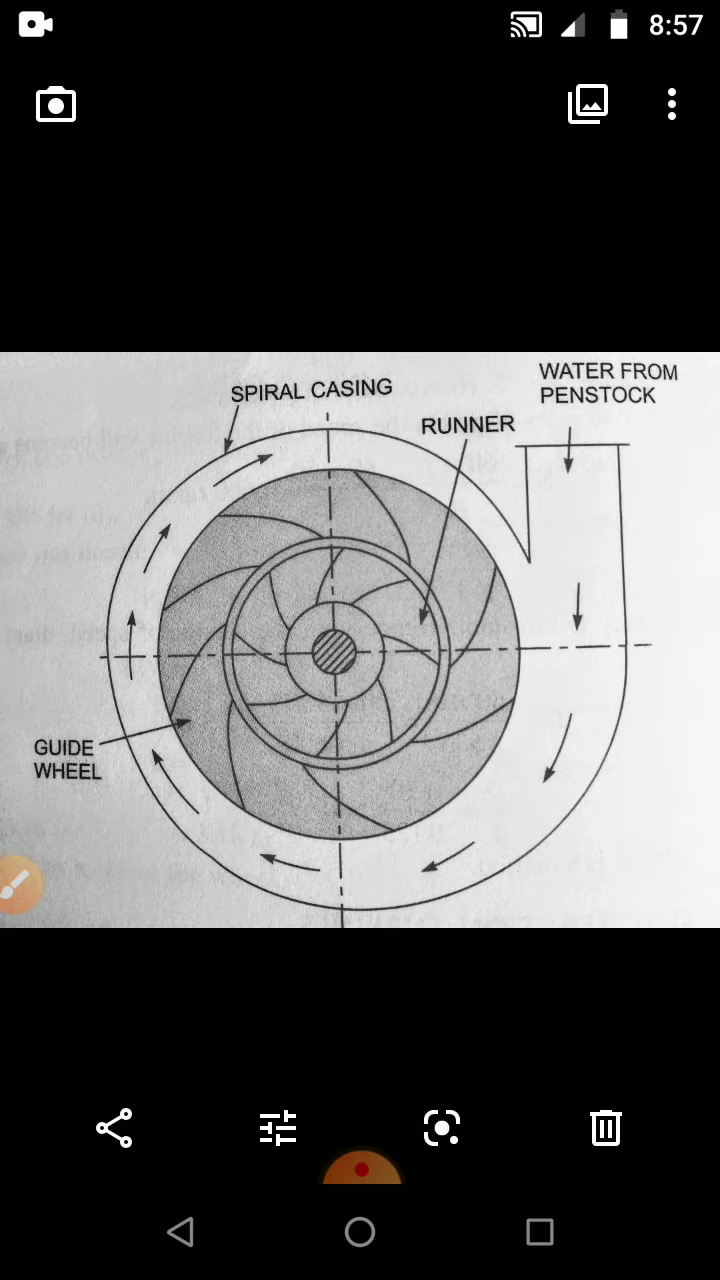 8:57
WATER FROM
PENSTOCK
SPIRAL CASING
RUNNER
GUIDE
WHEEL